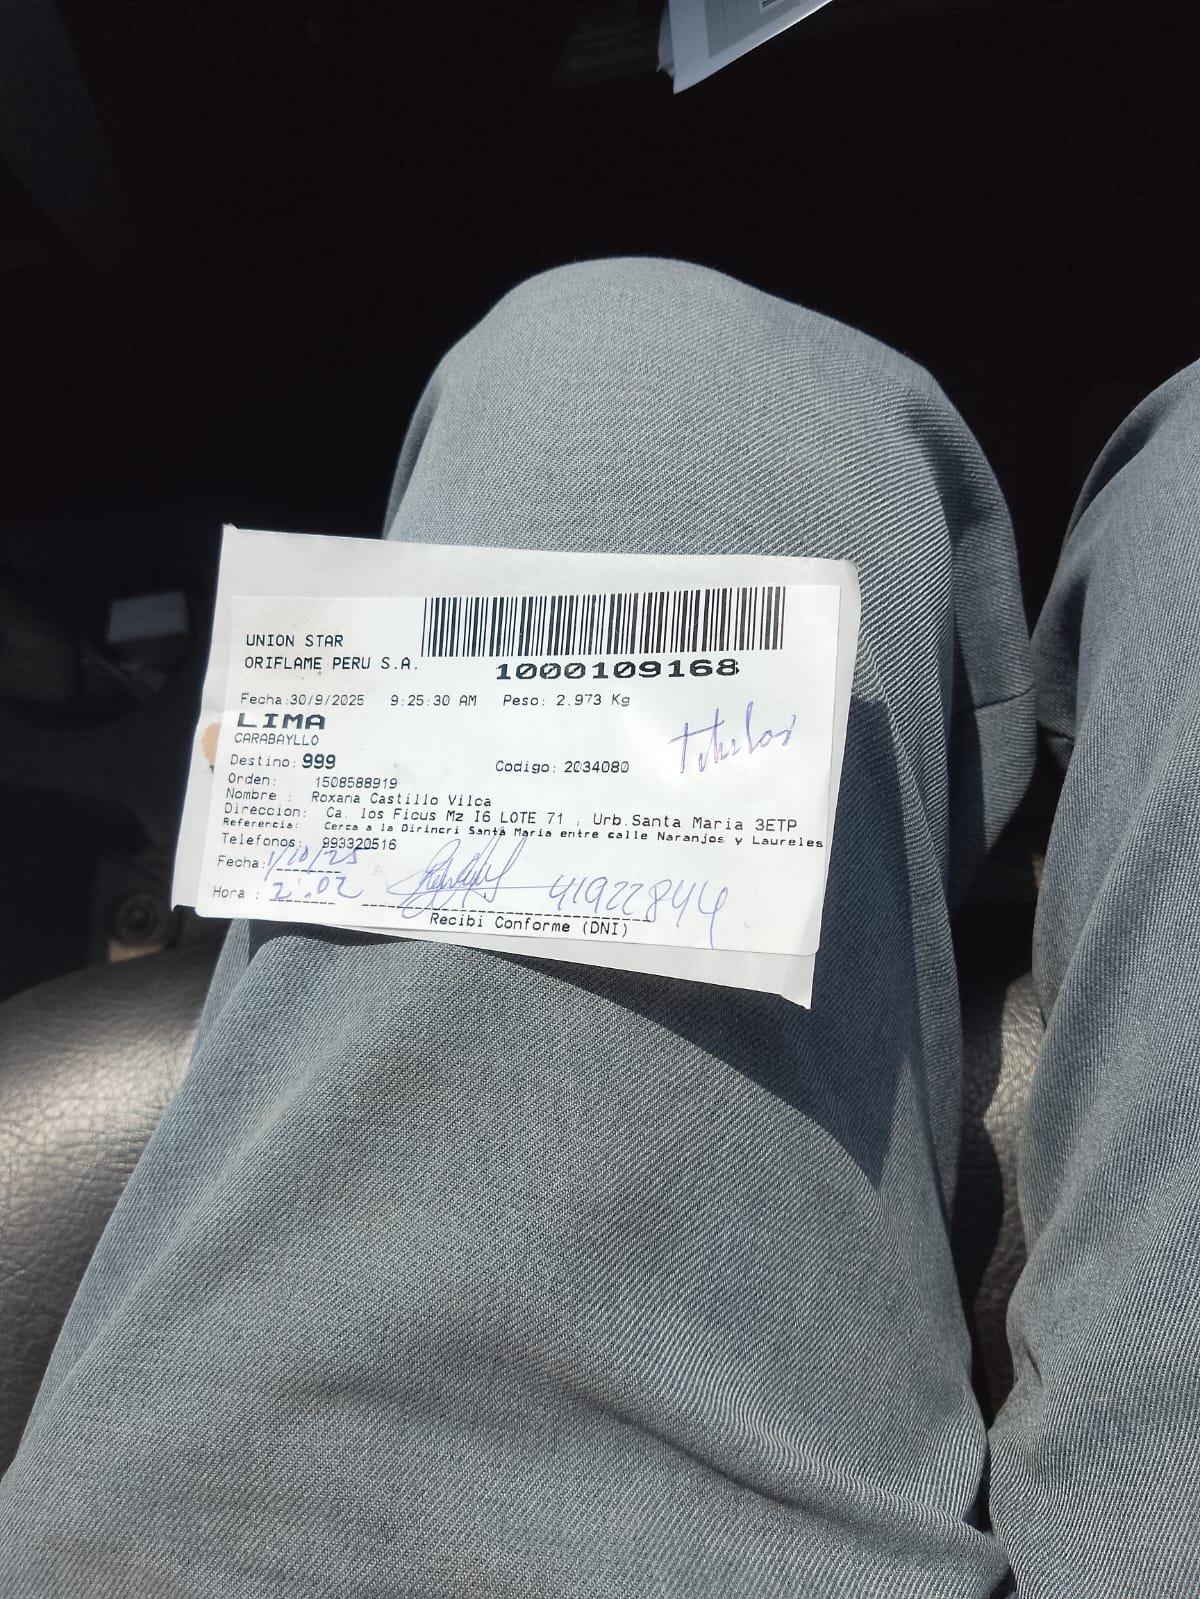 UNION STAR
ORIFLAME PERU S.A.
1000109168
Fecha:30/9/2025 9:25:30 AM Peso: 2.973 Kg
LIMA
CARABAYLLO
Titular
Destino: 999 Codigo: 2034080
Orden: 1508588919
Nombre : Roxana Castillo Vilca
Direccion: Ca. los Ficus Mz I6 LOTE 71 , Urb.Santa Maria 3ETP
Referencia: Cerca a la Dirincri Santa Maria entre calle Naranjos y Laureles
Telefonos: 993320516
Fecha: 1/10/25
Hora : 2:02 41922844
Recibi Conforme (DNI)